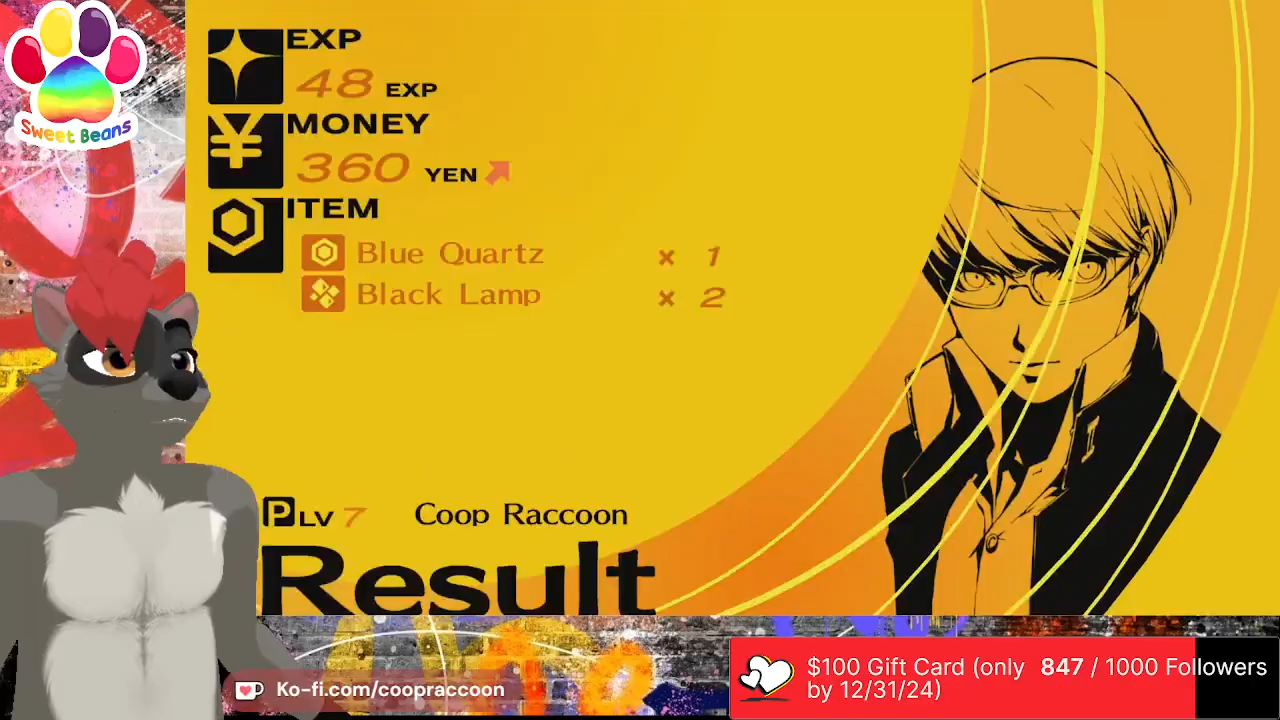 Sweet Beans
EXP
48 EXP
MONEY
360 YEN
ITEM
Blue Quartz × 1
Black Lamp × 2
P LV 7 Coop Raccoon
Result
Ko-fi.com/coopraccoon
$100 Gift Card (only 847 / 1000 Followers
by 12/31/24)